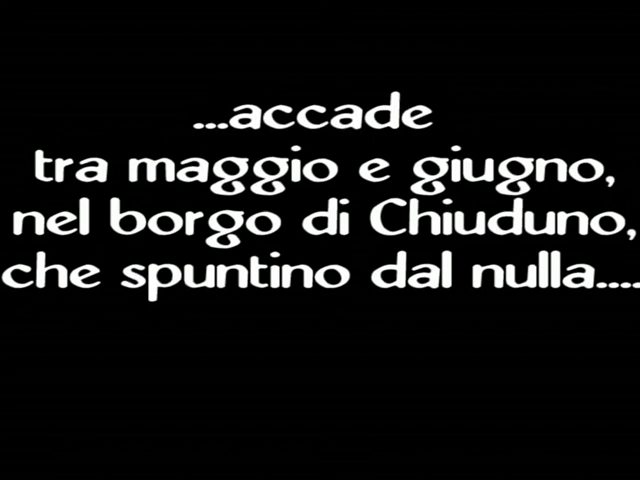 ...accade
tra maggio e giugno,
nel borgo di Chiuduno,
che spuntino dal nulla....